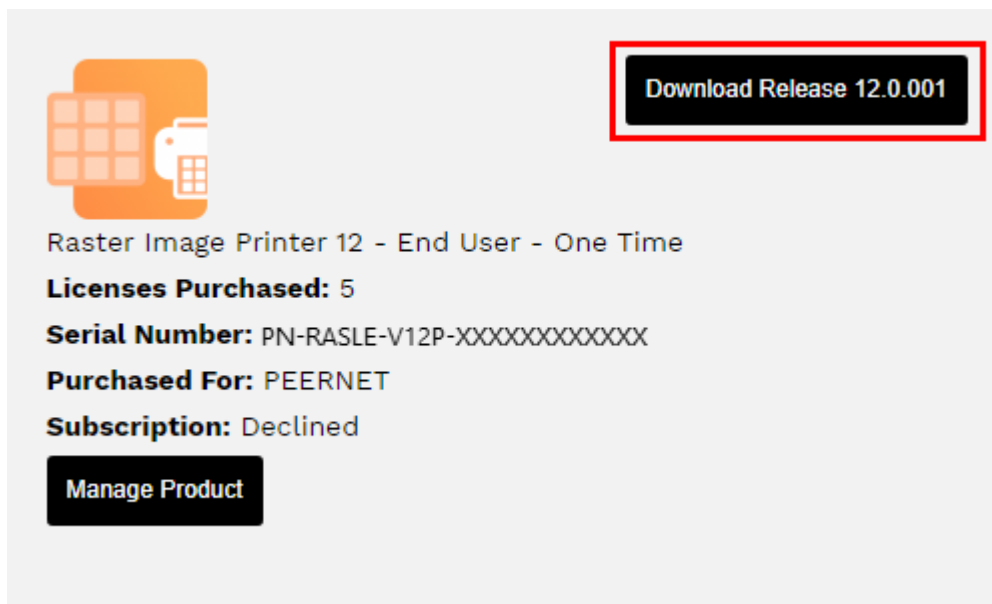 Download Release 12.0.001
Raster Image Printer 12 - End User - One Time
Licenses Purchased: 5
Serial Number: PN-RASLE-V12P-XXXXXXXXXXXX
Purchased For: PEERNET
Subscription: Declined
Manage Product